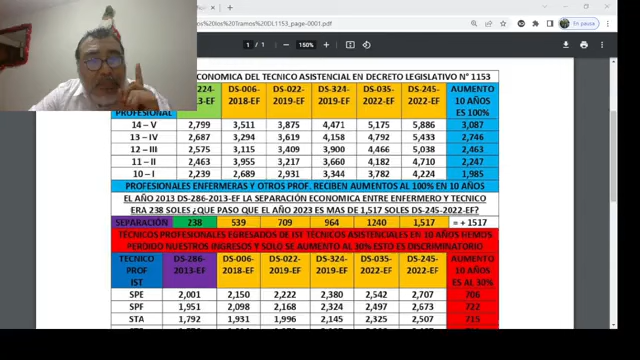 os%20los%20Tramos%20DL1153_page-0001.pdf
En pausa
1 / 1
150%
CONOMICA DEL TECNICO ASISTENCIAL EN DECRETO LEGISLATIVO N° 1153
PROFESIONAL 224-3-EF DS-006-2018-EF DS-022-2019-EF DS-324-2019-EF DS-035-2022-EF DS-245-2022-EF AUMENTO 10 AÑOS ES 100%
14 – V 2,799 3,511 3,875 4,471 5,175 5,886 3,087
13 – IV 2,687 3,294 3,619 4,158 4,792 5,433 2,746
12 – III 2,575 3,115 3,409 3,900 4,466 5,038 2,463
11 – II 2,463 3,955 3,217 3,660 4,182 4,710 2,247
10 – I 2,239 2,689 2,931 3,344 3,782 4,224 1,985
PROFESIONALES ENFERMERAS Y OTROS PROF. RECIBEN AUMENTOS AL 100% EN 10 AÑOS
EL AÑO 2013 DS-286-2013-EF LA SEPARACIÓN ECONOMICA ENTRE ENFERMERO Y TECNICO
ERA 238 SOLES ¿QUE PASO QUE EL AÑO 2023 ES MAS DE 1,517 SOLES DS-245-2022-EF?
SEPARACIÓN 238 539 709 964 1240 1,517 = + 1517
TÉCNICOS PROFESIONALES EGRESADOS DE IST TÉCNICOS ASISTENCIALES EN 10 AÑOS HEMOS
PERDIDO NUESTROS INGRESOS Y SOLO SE AUMENTO AL 30% ESTO ES DISCRIMINATORIO
TECNICO PROF. IST DS-286-2013-EF DS-006-2018-EF DS-022-2019-EF DS-324-2019-EF DS-035-2022-EF DS-245-2022-EF AUMENTO 10 AÑOS ES AL 30%
SPE 2,001 2,150 2,222 2,380 2,542 2,707 706
SPF 1,951 2,098 2,168 2,324 2,497 2,673 722
STA 1,792 1,931 1,996 2,145 2,325 2,507 715